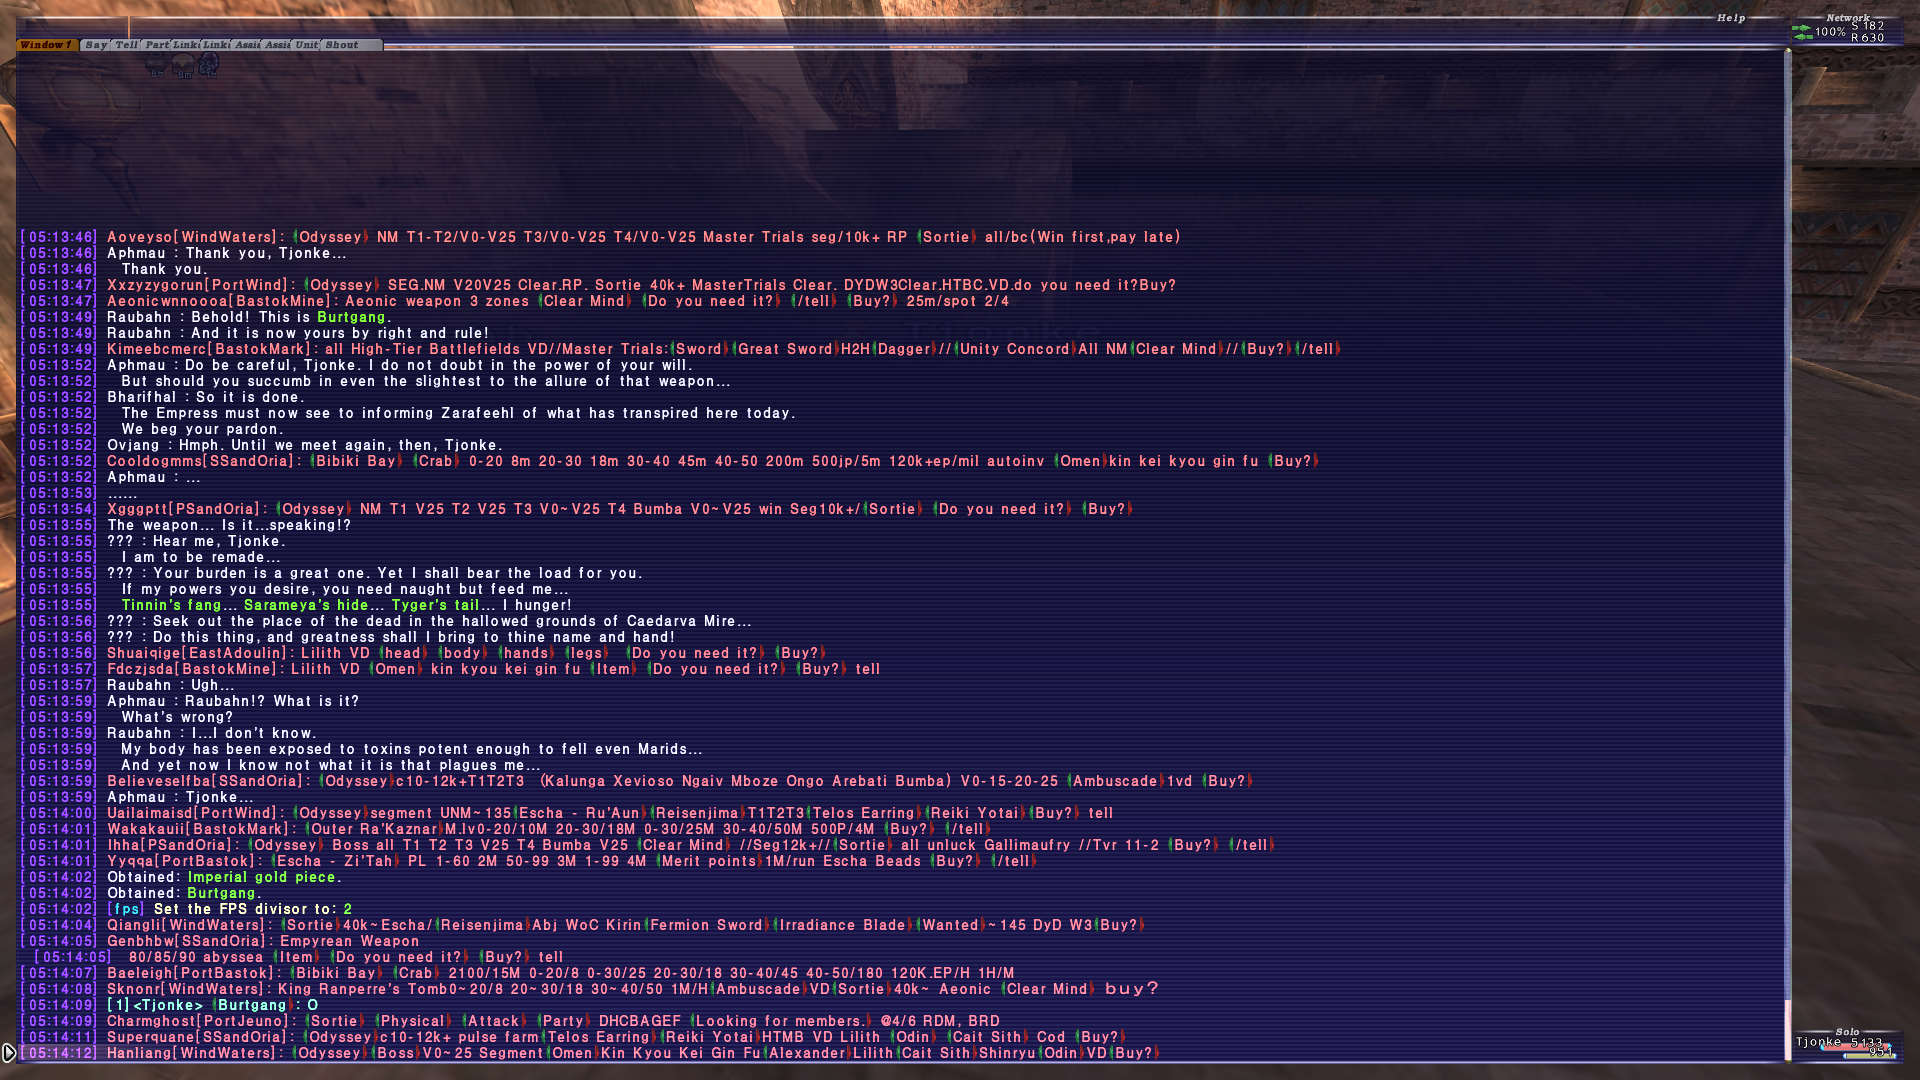 Help
Network
100% S 182
R 630
Window 1 Say Tell Part Link Link Assi Assi Unit Shout
[05:13:46] Aoveyso[WindWaters]: Odyssey NM T1-T2/V0-V25 T3/V0-V25 T4/V0-V25 Master Trials seg/10k+ RP Sortie all/bc(Win first,pay late)
[05:13:46] Aphmau : Thank you, Tjonke...
[05:13:46] Thank you.
[05:13:47] Xxzyzygorun[PortWind]: Odyssey SEG.NM V20V25 Clear.RP. Sortie 40k+ MasterTrials Clear. DYDW3Clear.HTBC.VD.do you need it?Buy?
[05:13:47] Aeonicwnnoooa[BastokMine]: Aeonic weapon 3 zones Clear Mind Do you need it? /tell Buy? 25m/spot 2/4
[05:13:49] Raubahn : Behold! This is Burtgang.
[05:13:49] Raubahn : And it is now yours by right and rule!
[05:13:49] Kimeebcmerc[BastokMark]: all High-Tier Battlefields VD//Master Trials: Sword Great Sword H2H Dagger // Unity Concord All NM Clear Mind // Buy? /tell
[05:13:52] Aphmau : Do be careful, Tjonke. I do not doubt in the power of your will.
[05:13:52] But should you succumb in even the slightest to the allure of that weapon...
[05:13:52] Bharifhal : So it is done.
[05:13:52] The Empress must now see to informing Zarafeehl of what has transpired here today.
[05:13:52] We beg your pardon.
[05:13:52] Ovjang : Hmph. Until we meet again, then, Tjonke.
[05:13:52] Cooldogmms[SSandOria]: Bibiki Bay Crab 0-20 8m 20-30 18m 30-40 45m 40-50 200m 500jp/5m 120k+ep/mil autoinv Omen kin kei kyou gin fu Buy?
[05:13:52] Aphmau : ...
[05:13:53] ......
[05:13:54] Xgggptt[PSandOria]: Odyssey NM T1 V25 T2 V25 T3 V0~V25 T4 Bumba V0~V25 win Seg10k+/ Sortie Do you need it? Buy?
[05:13:55] The weapon... Is it...speaking!?
[05:13:55] ??? : Hear me, Tjonke.
[05:13:55] I am to be remade...
[05:13:55] ??? : Your burden is a great one. Yet I shall bear the load for you.
[05:13:55] If my powers you desire, you need naught but feed me...
[05:13:55] Tinnin's fang... Sarameya's hide... Tyger's tail... I hunger!
[05:13:56] ??? : Seek out the place of the dead in the hallowed grounds of Caedarva Mire...
[05:13:56] ??? : Do this thing, and greatness shall I bring to thine name and hand!
[05:13:56] Shuaiqige[EastAdoulin]: Lilith VD head body hands legs Do you need it? Buy?
[05:13:57] Fdczjsda[BastokMine]: Lilith VD Omen kin kyou kei gin fu Item Do you need it? Buy? tell
[05:13:57] Raubahn : Ugh...
[05:13:59] Aphmau : Raubahn!? What is it?
[05:13:59] What's wrong?
[05:13:59] Raubahn : I...I don't know.
[05:13:59] My body has been exposed to toxins potent enough to fell even Marids...
[05:13:59] And yet now I know not what it is that plagues me...
[05:13:59] Believeselfba[SSandOria]: Odyssey c10-12k+T1T2T3 (Kalunga Xevioso Ngaiv Mboze Ongo Arebati Bumba) V0-15-20-25 Ambuscade 1vd Buy?
[05:13:59] Aphmau : Tjonke...
[05:14:00] Uailaimaisd[PortWind]: Odyssey segment UNM~135 Escha - Ru'Aun Reisenjima T1T2T3 Telos Earring Reiki Yotai Buy? tell
[05:14:01] Wakakauii[BastokMark]: Outer Ra'Kaznar M.lv0-20/10M 20-30/18M 0-30/25M 30-40/50M 500P/4M Buy? /tell
[05:14:01] Ihha[PSandOria]: Odyssey Boss all T1 T2 T3 V25 T4 Bumba V25 Clear Mind //Seg12k+// Sortie all unluck Gallimaufry //Tvr 11-2 Buy? /tell
[05:14:01] Yyqqa[PortBastok]: Escha - Zi'Tah PL 1-60 2M 50-99 3M 1-99 4M Merit points 1M/run Escha Beads Buy? /tell
[05:14:02] Obtained: Imperial gold piece.
[05:14:02] Obtained: Burtgang.
[05:14:02] [fps] Set the FPS divisor to: 2
[05:14:04] Qiangli[WindWaters]: Sortie 40k~Escha/ Reisenjima Abj WoC Kirin Fermion Sword Irradiance Blade Wanted ~145 DyD W3 Buy?
[05:14:05] Genbhbw[SSandOria]: Empyrean Weapon
[05:14:05] 80/85/90 abyssea Item Do you need it? Buy? tell
[05:14:07] Baeleigh[PortBastok]: Bibiki Bay Crab 2100/15M 0-20/8 0-30/25 20-30/18 30-40/45 40-50/180 120K.EP/H 1H/M
[05:14:08] Sknonr[WindWaters]: King Ranperre's Tomb0~20/8 20~30/18 30~40/50 1M/H Ambuscade VD Sortie 40k~ Aeonic Clear Mind buy?
[05:14:09] [1]<Tjonke> Burtgang : O
[05:14:09] Charmghost[PortJeuno]: Sortie Physical Attack Party DHCBAGEF Looking for members. @4/6 RDM, BRD
[05:14:11] Superquane[SSandOria]: Odyssey c10-12k+ pulse farm Telos Earring Reiki Yotai HTMB VD Lilith Odin Cait Sith Cod Buy?
[05:14:12] Hanliang[WindWaters]: Odyssey Boss V0~25 Segment Omen Kin Kyou Kei Gin Fu Alexander Lilith Cait Sith Shinryu Odin VD Buy?
Solo
Tjonke 5133
951